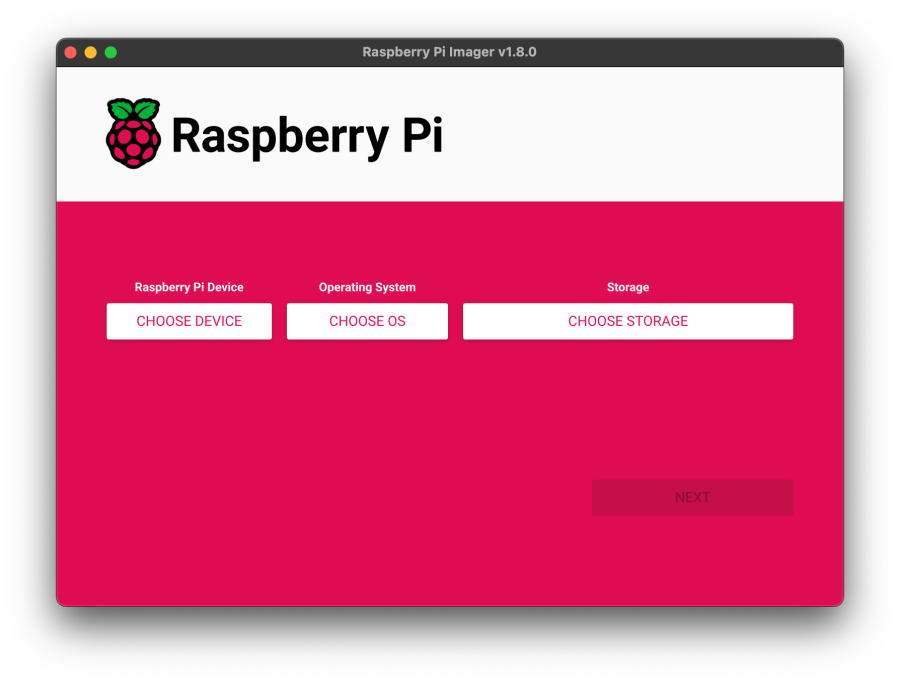 Raspberry Pi Imager v1.8.0
Raspberry Pi
Raspberry Pi Device
Operating System
Storage
CHOOSE DEVICE
CHOOSE OS
CHOOSE STORAGE
NEXT